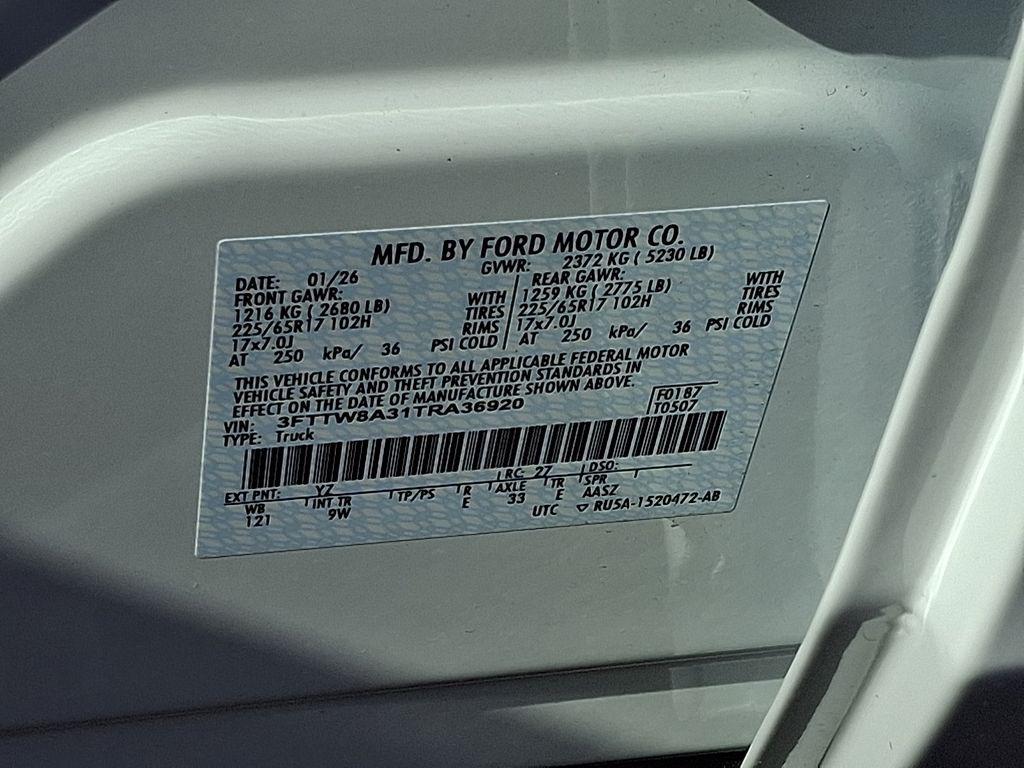 MFD. BY FORD MOTOR CO.
DATE: 01/26 GVWR: 2372 KG ( 5230 LB)
FRONT GAWR: REAR GAWR:
1216 KG ( 2680 LB) WITH 1259 KG ( 2775 LB) WITH
225/65R17 102H TIRES 225/65R17 102H TIRES
17x7.0J RIMS 17x7.0J RIMS
AT 250 kPa/ 36 PSI COLD AT 250 kPa/ 36 PSI COLD
THIS VEHICLE CONFORMS TO ALL APPLICABLE FEDERAL MOTOR
VEHICLE SAFETY AND THEFT PREVENTION STANDARDS IN
EFFECT ON THE DATE OF MANUFACTURE SHOWN ABOVE.
VIN: 3FTTW8A31TRA36920 F0187
TYPE: Truck T0507
EXT PNT: YZ RC: 27 DSO:
WB INT TR TP/PS R AXLE TR SPR
121 9W E 33 E AASZ
UTC ▽ RU5A-1520472-AB